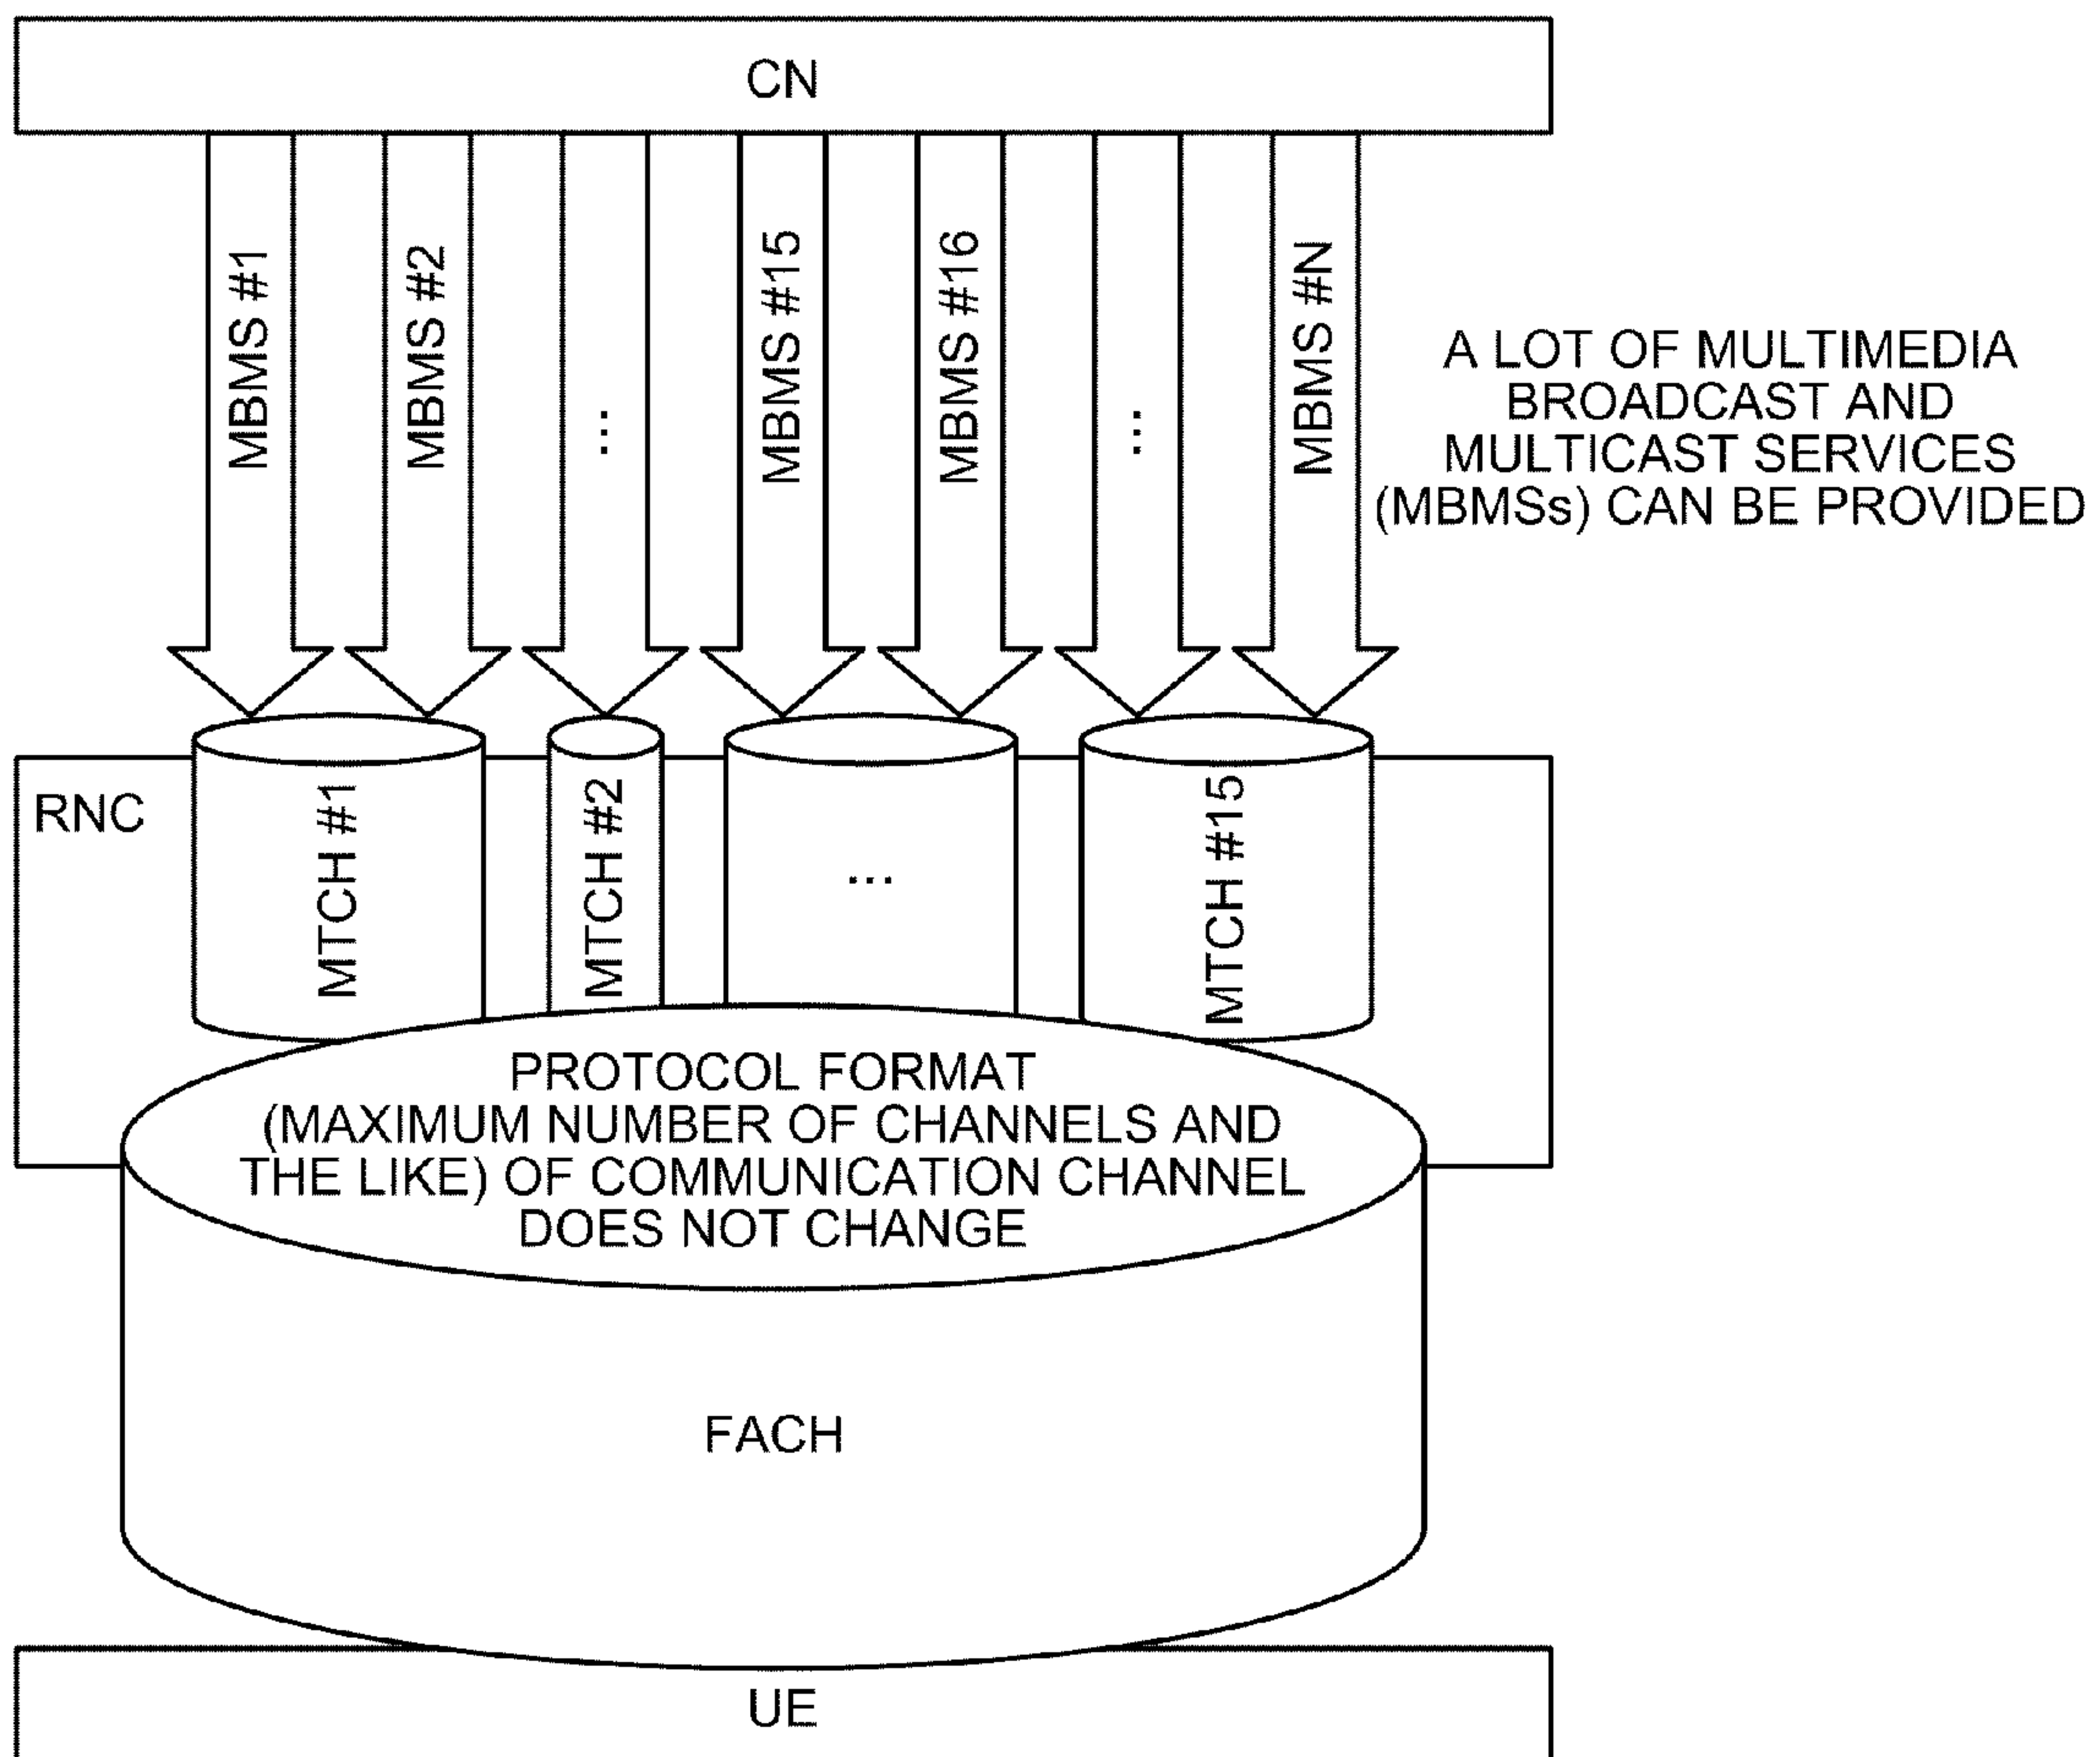 CN
MBMS #1
MBMS #2
...
MBMS #15
MBMS #16
...
MBMS #N
A LOT OF MULTIMEDIA
BROADCAST AND
MULTICAST SERVICES
(MBMSs) CAN BE PROVIDED
RNC
MTCH #1
MTCH #2
...
MTCH #15
PROTOCOL FORMAT
(MAXIMUM NUMBER OF CHANNELS AND
THE LIKE) OF COMMUNICATION CHANNEL
DOES NOT CHANGE
FACH
UE